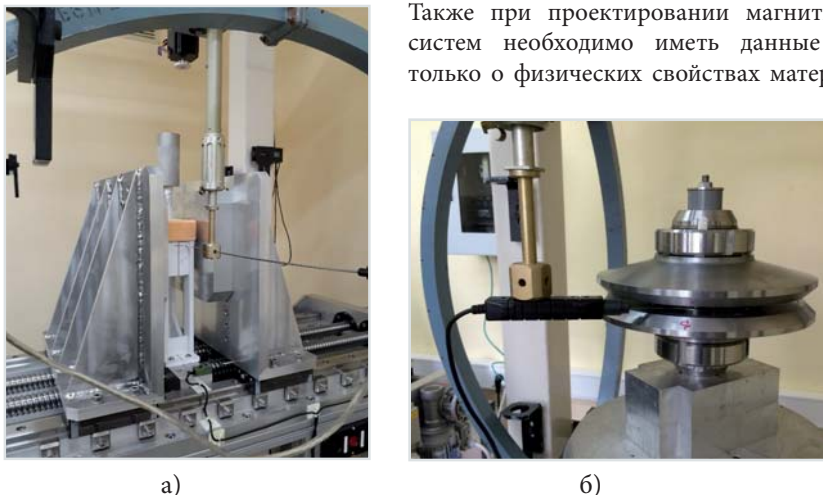 Также при проектировании магнит
систем необходимо иметь данные
только о физических свойствах матер
а)
б)